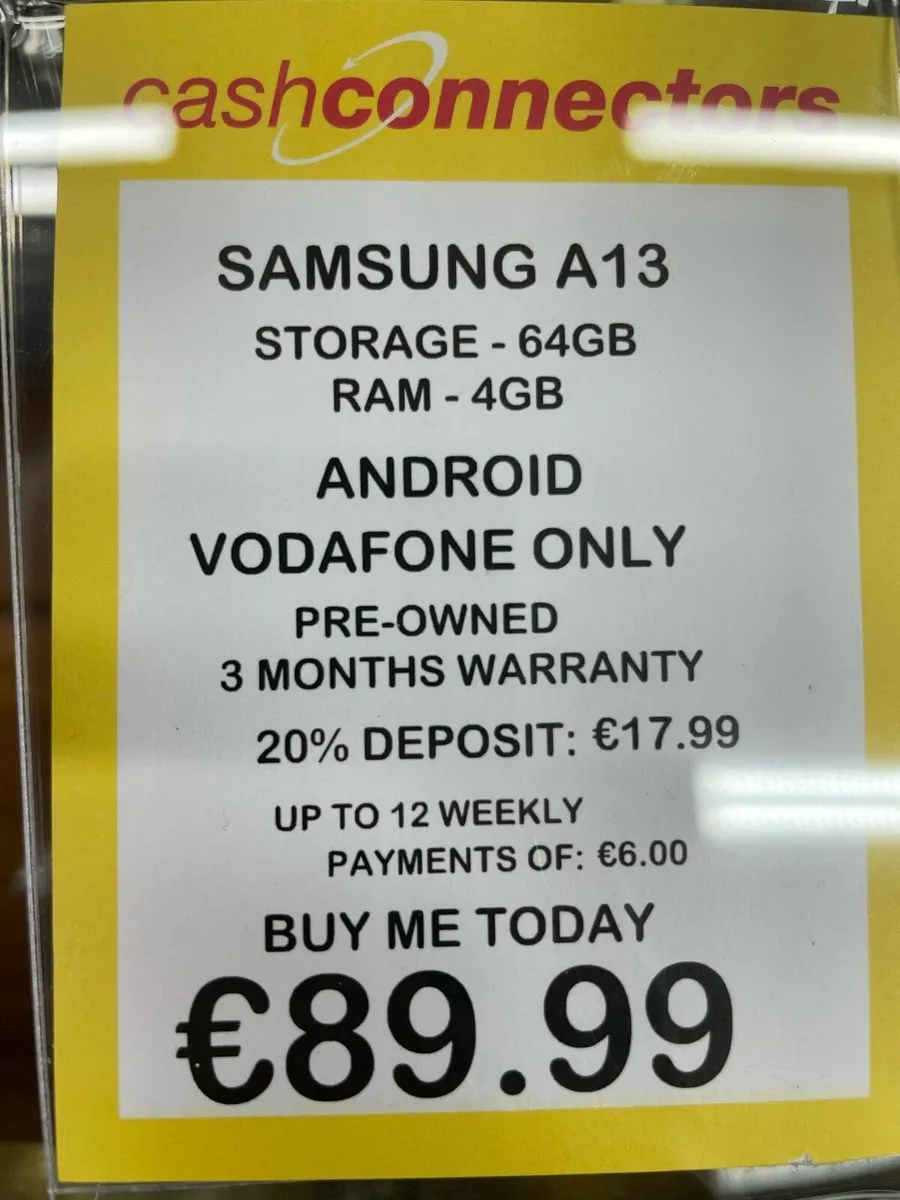 cashconnectors
SAMSUNG A13
STORAGE - 64GB
RAM - 4GB
ANDROID
VODAFONE ONLY
PRE-OWNED
3 MONTHS WARRANTY
20% DEPOSIT: €17.99
UP TO 12 WEEKLY
PAYMENTS OF: €6.00
BUY ME TODAY
€89.99